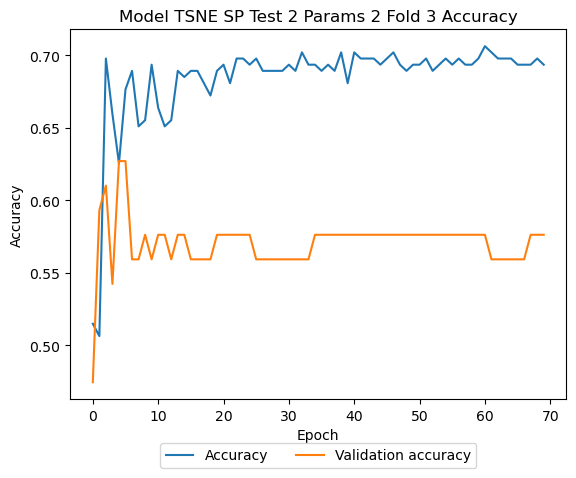 Model TSNE SP Test 2 Params 2 Fold 3 Accuracy
0.70
0.65
0.60
0.55
0.50
Accuracy
0 10 20 30 40 50 60 70
Epoch
Accuracy Validation accuracy